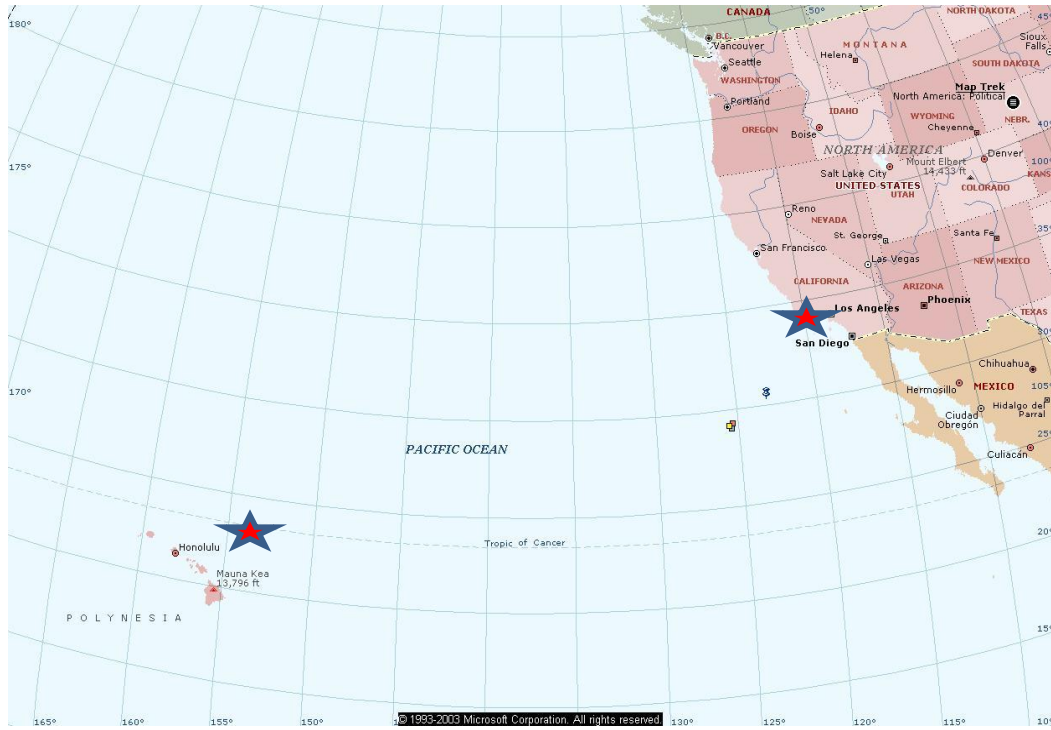 180°
CANADA
50°
NORTH DAKOTA
45°
B.C.
Vancouver
Sioux
Falls
Seattle
MONTANA
Helena
WASHINGTON
SOUTH DAKOTA
Map Trek
North America: Political
Portland
IDAHO
WYOMING
NEBR.
OREGON
Boise
Cheyenne
40°
NORTH AMERICA
Denver
Mount Elbert
14,433 ft
100°
175°
Salt Lake City
UNITED STATES
UTAH
COLORADO
KANS
Reno
NEVADA
St. George
Santa Fe
35°
San Francisco
Las Vegas
NEW MEXICO
CALIFORNIA
ARIZONA
Phoenix
Los Angeles
TEXAS
30°
San Diego
Chihuahua
170°
Hermosillo
MEXICO
105°
Ciudad
Obregón
Hidalgo del
Parral
25°
PACIFIC OCEAN
Culiacán
20°
Honolulu
Tropic of Cancer
Mauna Kea
13,796 ft
POLYNESIA
15°
165°
160°
155°
150°
© 1993-2003 Microsoft Corporation. All rights reserved.
130°
125°
120°
115°
110°
10°